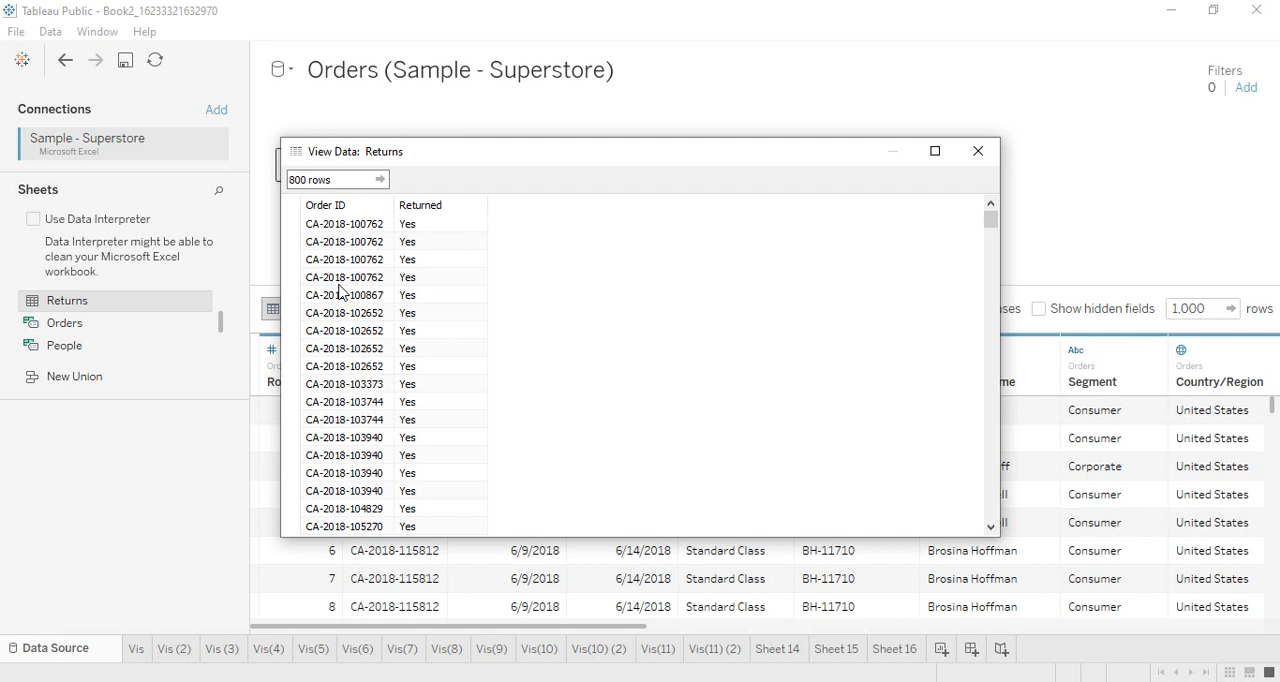 Tableau Public - Book2_16233321632970
File Data Window Help
Connections Add
Sample - Superstore
Microsoft Excel
Sheets
Use Data Interpreter
Data Interpreter might be able to
clean your Microsoft Excel
workbook.
Returns
Orders
People
New Union
Orders (Sample - Superstore)
Filters
0 Add
View Data: Returns
800 rows
Order ID Returned
CA-2018-100762 Yes
CA-2018-100762 Yes
CA-2018-100762 Yes
CA-2018-100762 Yes
CA-2018-100867 Yes
CA-2018-102652 Yes
CA-2018-102652 Yes
CA-2018-102652 Yes
CA-2018-102652 Yes
CA-2018-103373 Yes
CA-2018-103744 Yes
CA-2018-103744 Yes
CA-2018-103940 Yes
CA-2018-103940 Yes
CA-2018-103940 Yes
CA-2018-103940 Yes
CA-2018-104829 Yes
CA-2018-105270 Yes
Show hidden fields 1,000 rows
# Abc
Orders Orders
me Segment Country/Region
Consumer United States
Consumer United States
ff Corporate United States
ll Consumer United States
ll Consumer United States
6 CA-2018-115812 6/9/2018 6/14/2018 Standard Class BH-11710 Brosina Hoffman Consumer United States
7 CA-2018-115812 6/9/2018 6/14/2018 Standard Class BH-11710 Brosina Hoffman Consumer United States
8 CA-2018-115812 6/9/2018 6/14/2018 Standard Class BH-11710 Brosina Hoffman Consumer United States
Data Source Vis Vis (2) Vis (3) Vis(4) Vis(5) Vis(6) Vis(7) Vis(8) Vis(9) Vis(10) Vis(10) (2) Vis(11) Vis(11) (2) Sheet 14 Sheet 15 Sheet 16